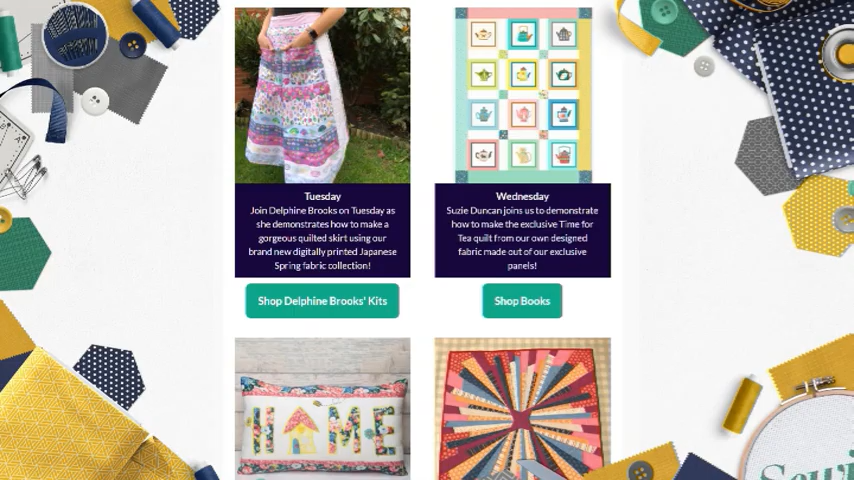 Tuesday
Join Delphine Brooks on Tuesday as
she demonstrates how to make a
gorgeous quilted skirt using our
brand new digitally printed Japanese
Spring fabric collection!
Shop Delphine Brooks' Kits
Wednesday
Suzie Duncan joins us to demonstrate
how to make the exclusive Time for
Tea quilt from our own designed
fabric made out of our exclusive
panels!
Shop Books
HOME
Sewi